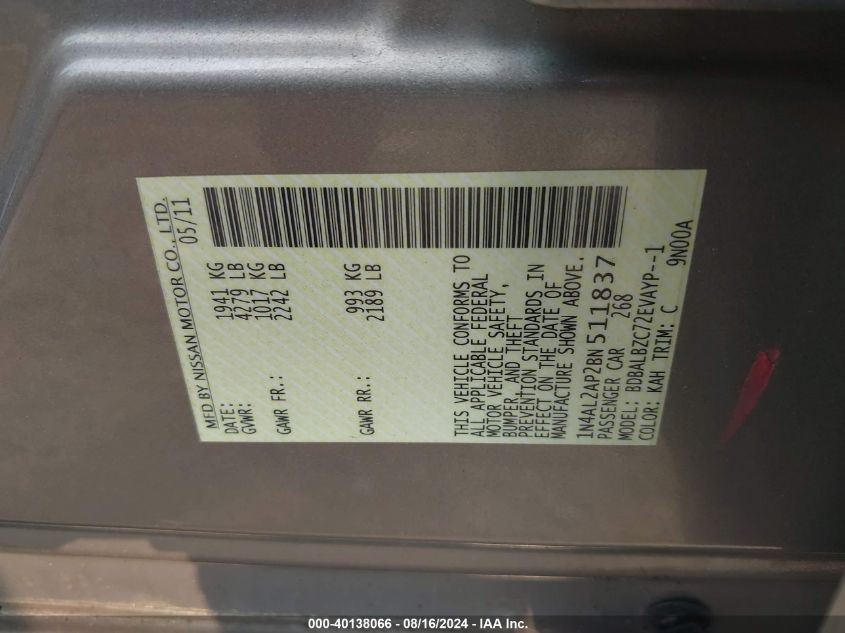 MFD BY NISSAN MOTOR CO., LTD.
DATE: 05/11
GVWR: 1941 KG
4279 LB
GAWR FR.: 1017 KG
2242 LB
GAWR RR.: 993 KG
2189 LB
THIS VEHICLE CONFORMS TO
ALL APPLICABLE FEDERAL
MOTOR VEHICLE SAFETY,
BUMPER, AND THEFT
PREVENTION STANDARDS IN
EFFECT ON THE DATE OF
MANUFACTURE SHOWN ABOVE.
1N4AL2AP2BN511837
PASSENGER CAR 268
MODEL: BDBALBZC72EVAYP--1
COLOR: KAH TRIM: C 9N00A
000-40138066 - 08/16/2024 - IAA Inc.